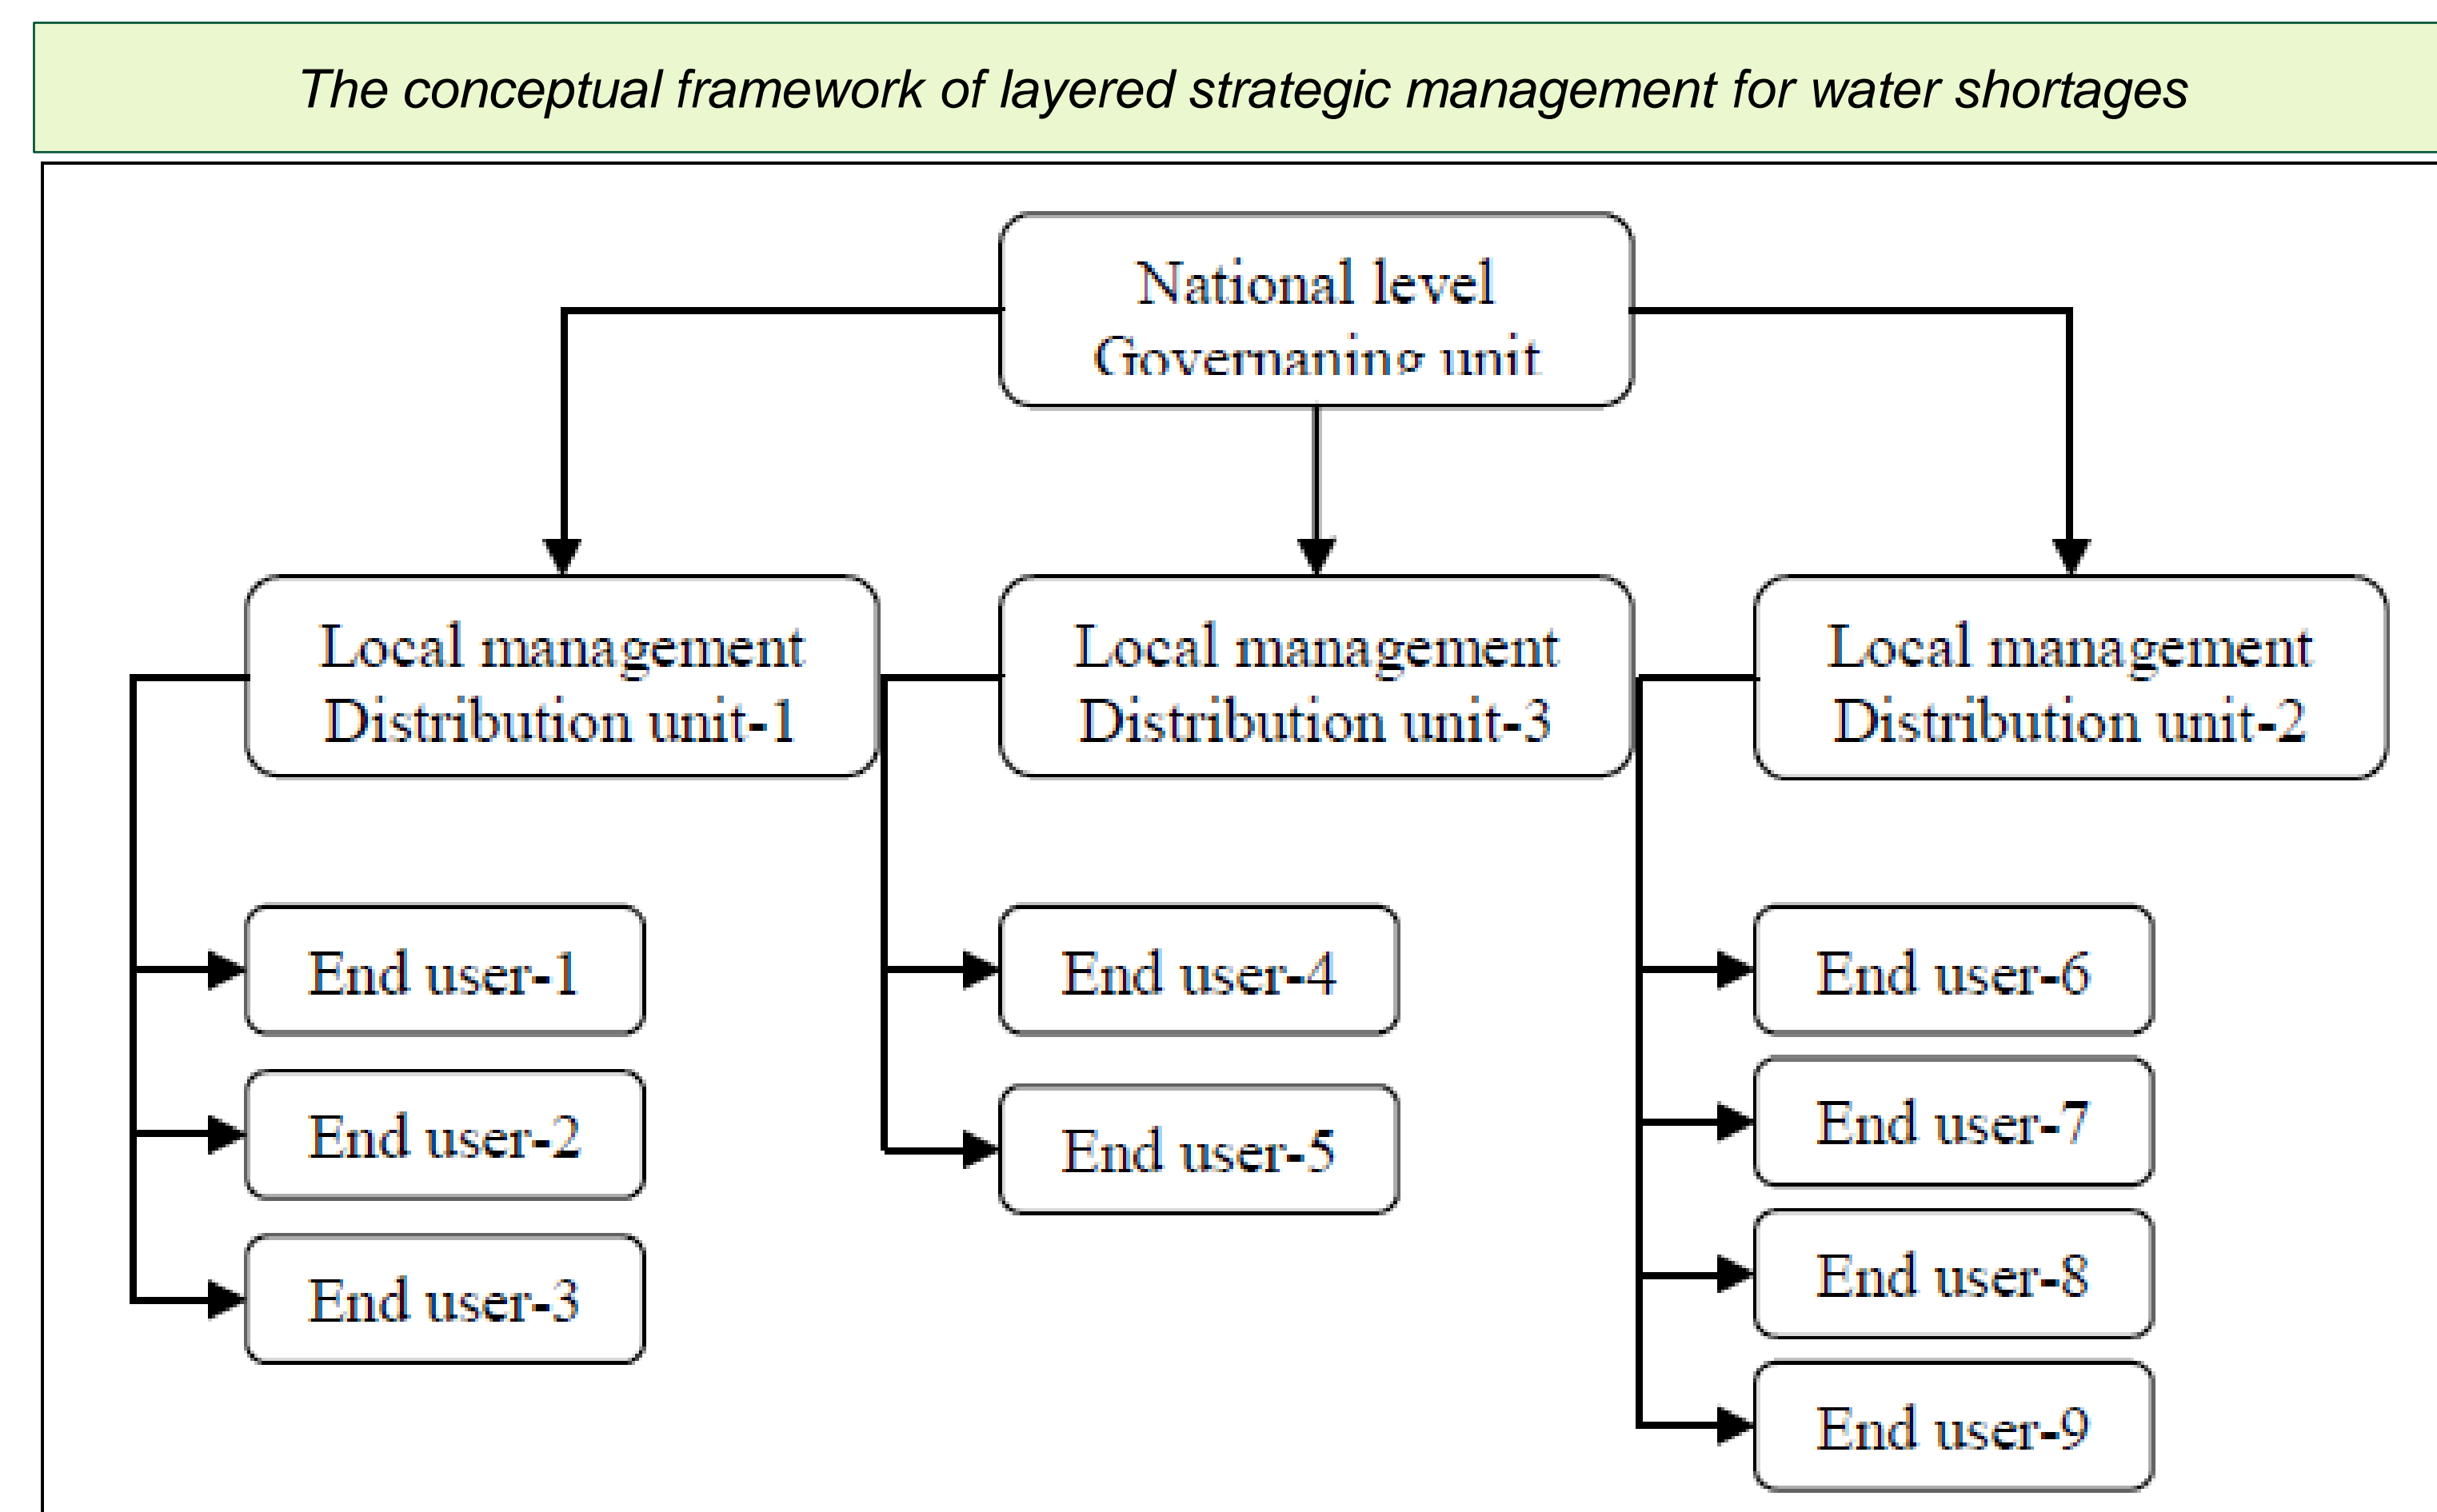 The conceptual framework of layered strategic management for water shortages
National level
Governaning unit
Local management
Distribution unit-1
Local management
Distribution unit-3
Local management
Distribution unit-2
End user-1
End user-2
End user-3
End user-4
End user-5
End user-6
End user-7
End user-8
End user-9